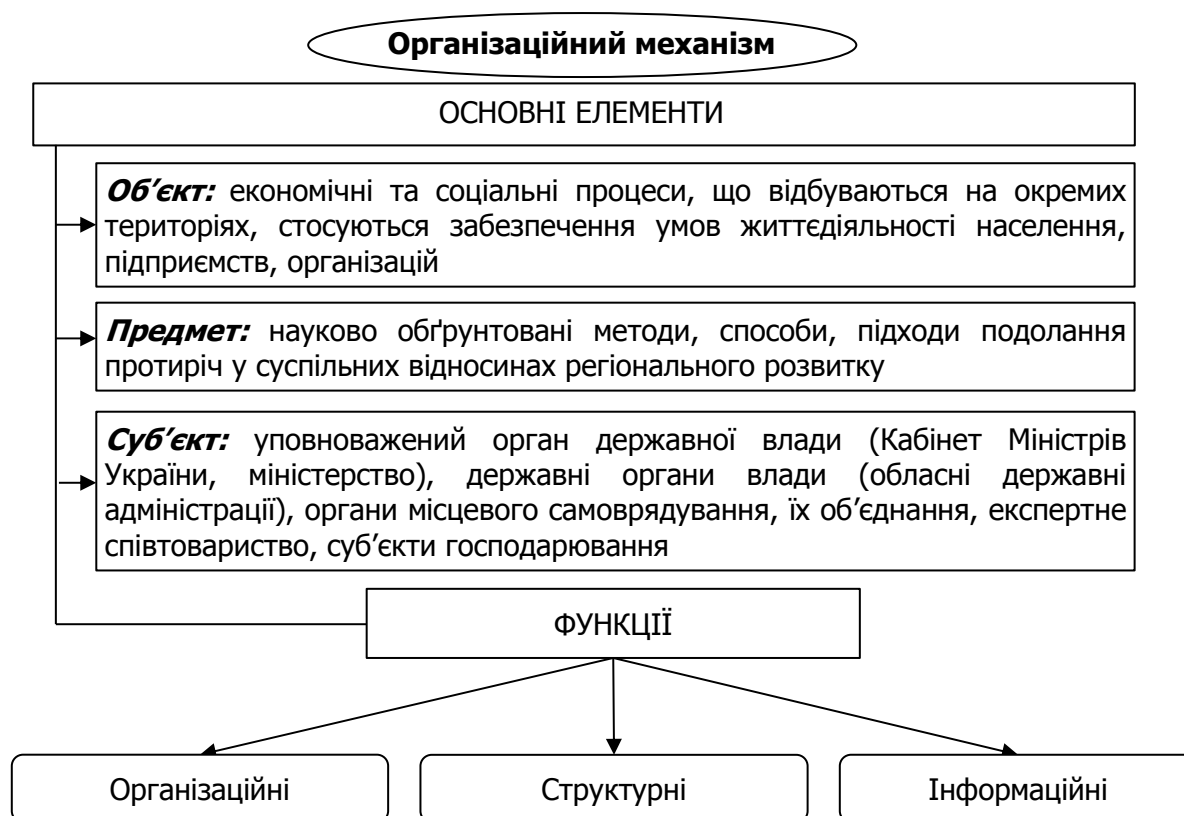 Організаційний механізм
ОСНОВНІ ЕЛЕМЕНТИ
Об’єкт: економічні та соціальні процеси, що відбуваються на окремих
територіях, стосуються забезпечення умов життєдіяльності населення,
підприємств, організацій
Предмет: науково обґрунтовані методи, способи, підходи подолання
протиріч у суспільних відносинах регіонального розвитку
Суб’єкт: уповноважений орган державної влади (Кабінет Міністрів
України, міністерство), державні органи влади (обласні державні
адміністрації), органи місцевого самоврядування, їх об’єднання, експертне
співтовариство, суб’єкти господарювання
ФУНКЦІЇ
Організаційні
Структурні
Інформаційні